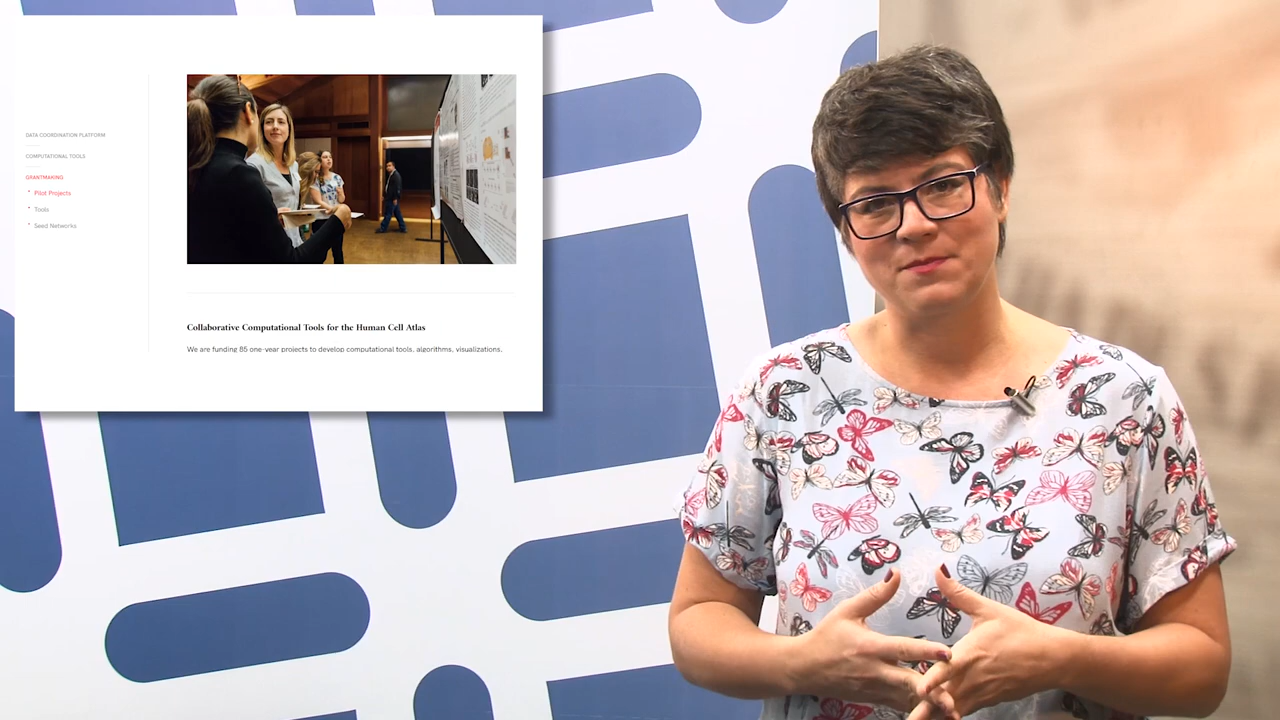 DATA COORDINATION PLATFORM
COMPUTATIONAL TOOLS
GRANTMAKING
Pilot Projects
Tools
Seed Networks
Collaborative Computational Tools for the Human Cell Atlas
We are funding 85 one-year projects to develop computational tools, algorithms, visualizations,